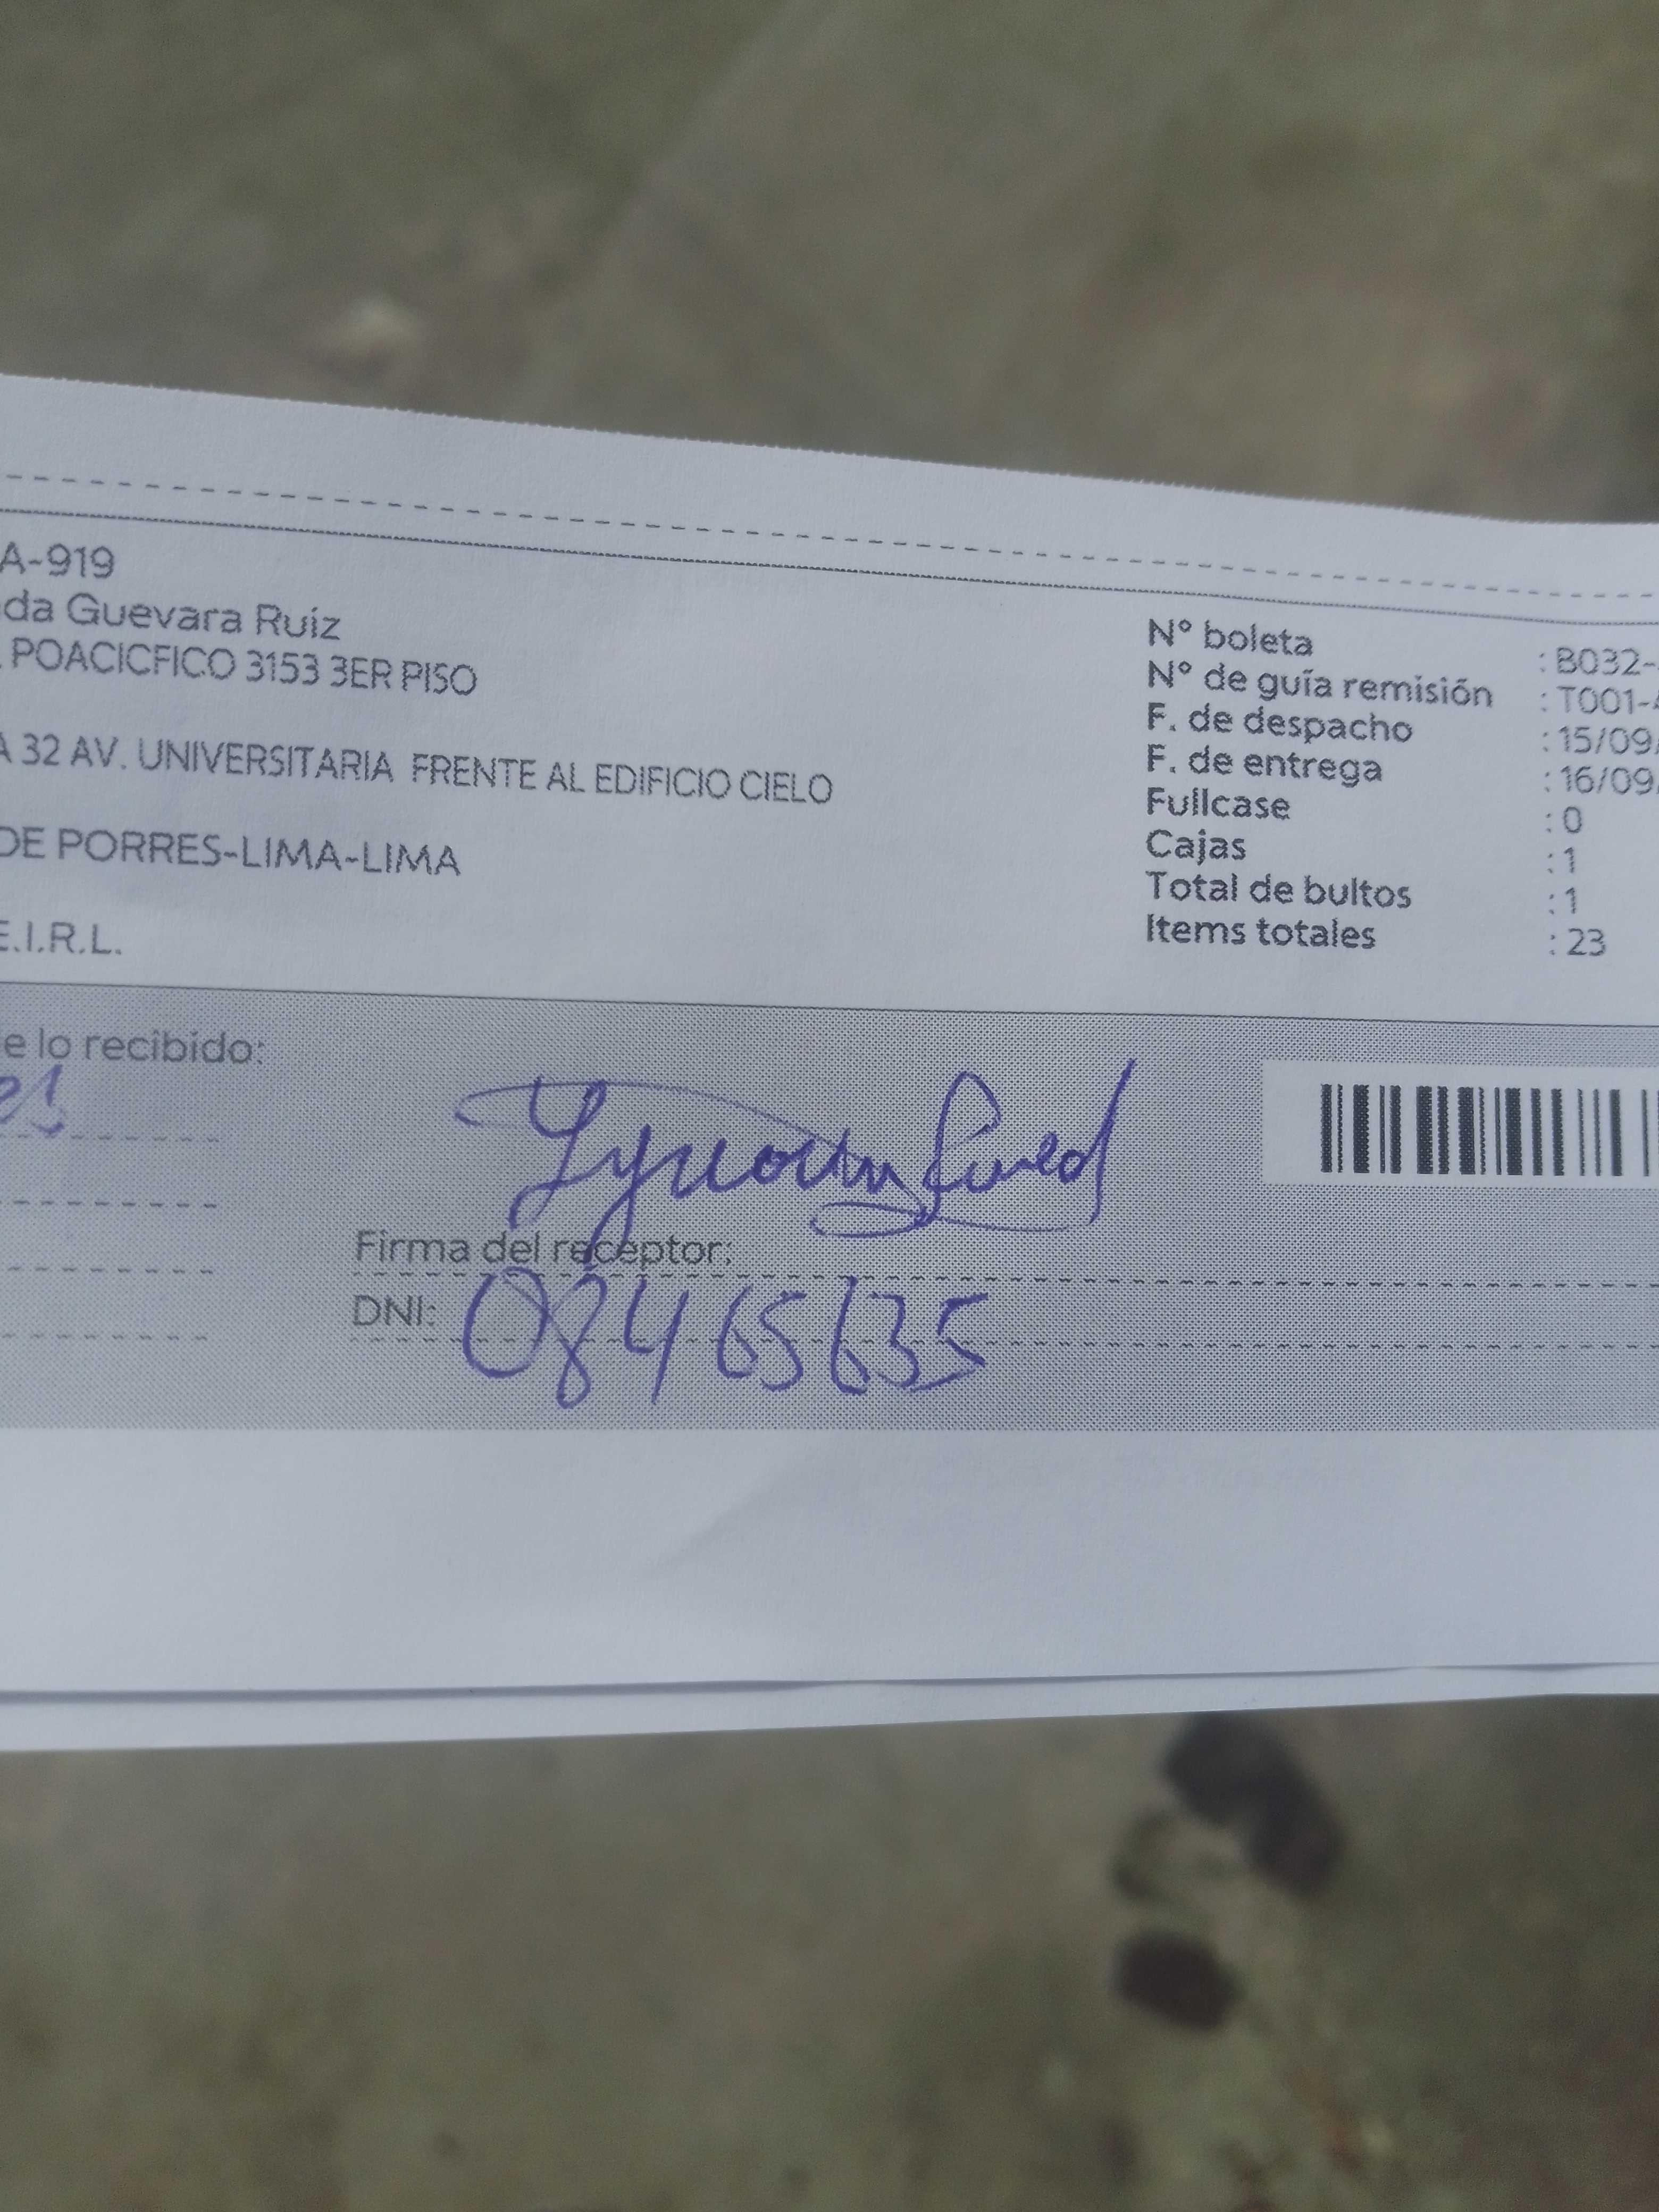 A-919
da Guevara Ruiz
. POACICFICO 3153 3ER PISO
A 32 AV. UNIVERSITARIA FRENTE AL EDIFICIO CIELO
DE PORRES-LIMA-LIMA
E.I.R.L.
N° boleta : B032-
N° de guía remisión : T001-4
F. de despacho : 15/09/
F. de entrega : 16/09/
Fullcase : 0
Cajas : 1
Total de bultos : 1
Items totales : 23
e lo recibido:
Firma del receptor:
DNI: 08465635